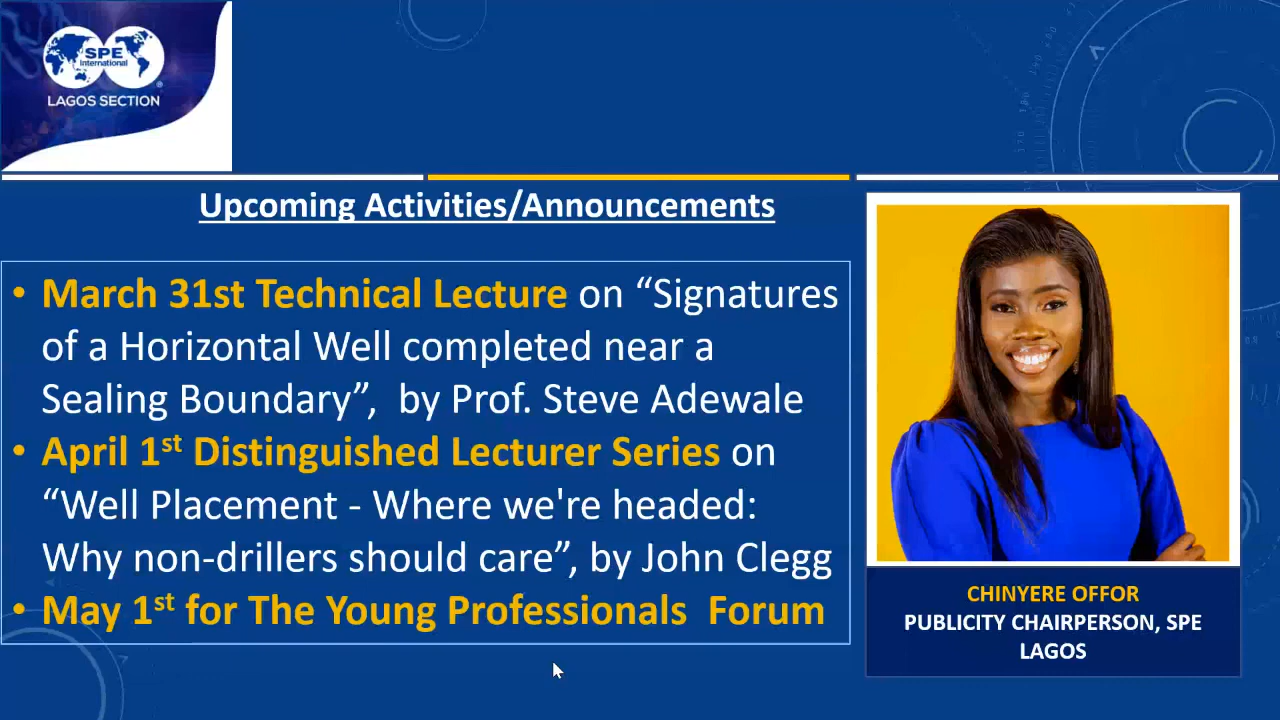 SPE
International
LAGOS SECTION
Upcoming Activities/Announcements
• March 31st Technical Lecture on “Signatures
of a Horizontal Well completed near a
Sealing Boundary”,  by Prof. Steve Adewale
• April 1st Distinguished Lecturer Series on
“Well Placement - Where we're headed:
Why non-drillers should care”, by John Clegg
• May 1st for The Young Professionals  Forum
CHINYERE OFFOR
PUBLICITY CHAIRPERSON, SPE
LAGOS